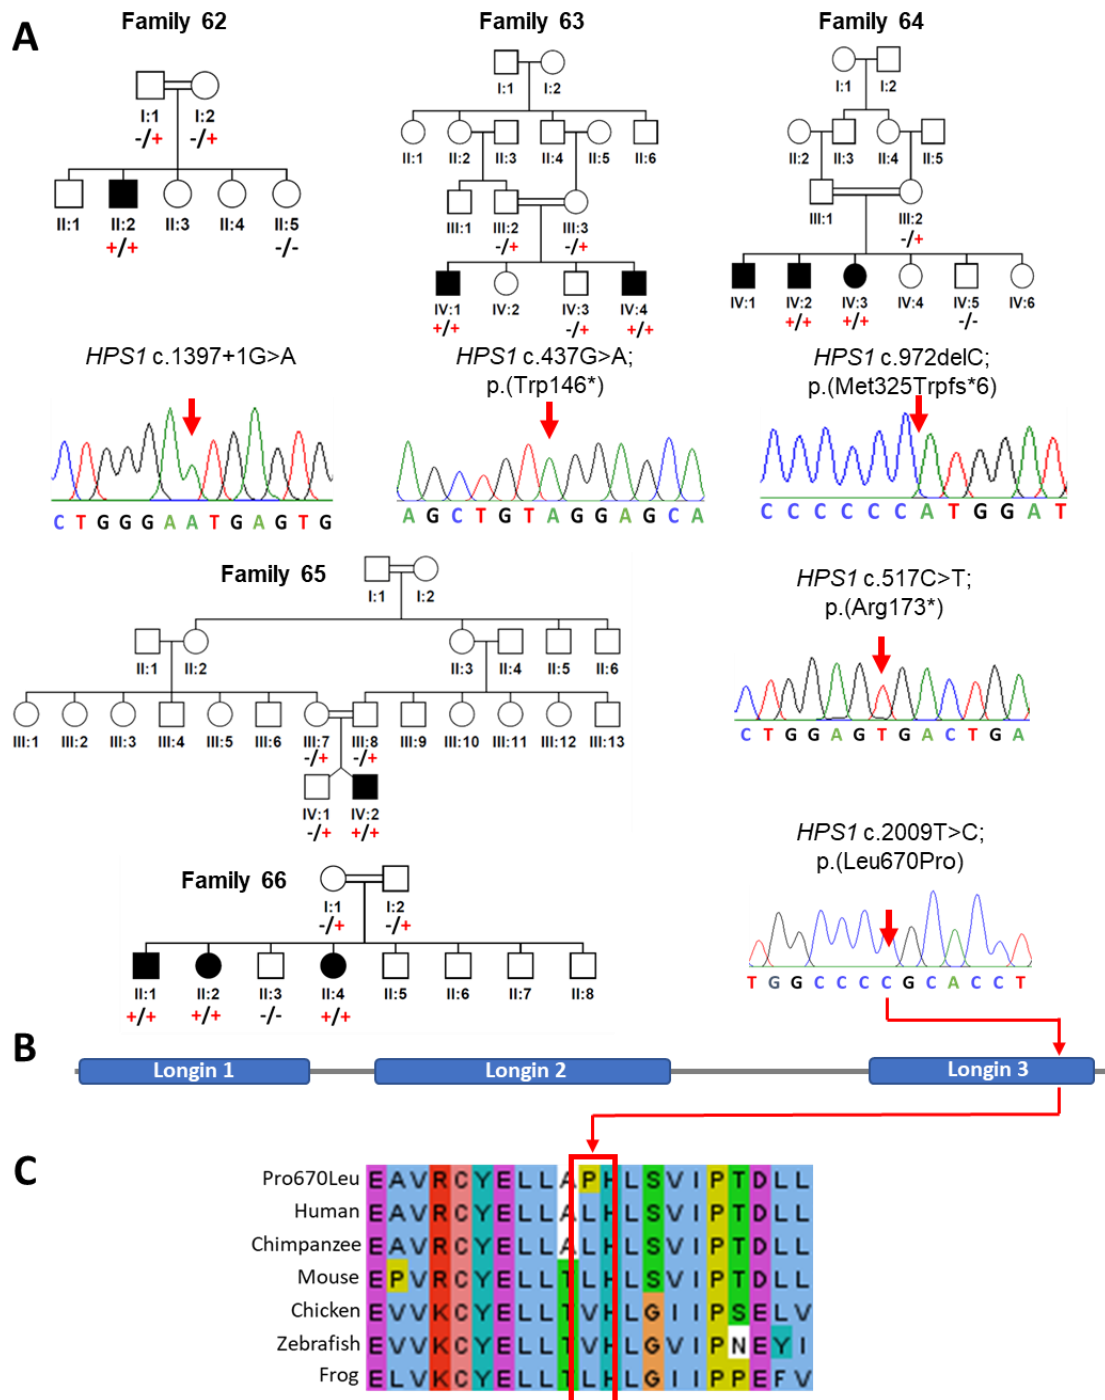 A
Family 62
Family 63
Family 64
I:1 I:2
-/+ -/+
II:1 II:2 II:3 II:4 II:5
+/+ -/-
I:1 I:2
II:1 II:2 II:3 II:4 II:5 II:6
III:1 III:2 III:3
-/+ -/+
IV:1 IV:2 IV:3 IV:4
+/+ -/+ +/+
I:1 I:2
II:2 II:3 II:4 II:5
III:1 III:2
-/+
IV:1 IV:2 IV:3 IV:4 IV:5 IV:6
+/+ +/+ -/-
HPS1 c.1397+1G>A
HPS1 c.437G>A;
p.(Trp146*)
HPS1 c.972delC;
p.(Met325Trpfs*6)
C T G G G A A T G A G T G
A G C T G T A G G A G C A
C C C C C C A T G G A T
Family 65
I:1 I:2
II:1 II:2 II:3 II:4 II:5 II:6
III:1 III:2 III:3 III:4 III:5 III:6 III:7 III:8 III:9 III:10 III:11 III:12 III:13
-/+ -/+
IV:1 IV:2
-/+ +/+
HPS1 c.517C>T;
p.(Arg173*)
C T G G A G T G A C T G A
Family 66
I:1 I:2
-/+ -/+
II:1 II:2 II:3 II:4 II:5 II:6 II:7 II:8
+/+ +/+ -/- +/+
HPS1 c.2009T>C;
p.(Leu670Pro)
T G G C C C C G C A C C T
B
Longin 1 Longin 2 Longin 3
C
Pro670Leu E A V R C Y E L L A P H L S V I P T D L L
Human E A V R C Y E L L A L H L S V I P T D L L
Chimpanzee E A V R C Y E L L A L H L S V I P T D L L
Mouse E P V R C Y E L L T L H L S V I P T D L L
Chicken E V V K C Y E L L T V H L G I I P S E L V
Zebrafish E V V K C Y E L L T V H L G V I P N E Y I
Frog E L V K C Y E L L T L H L G I I P P E F V